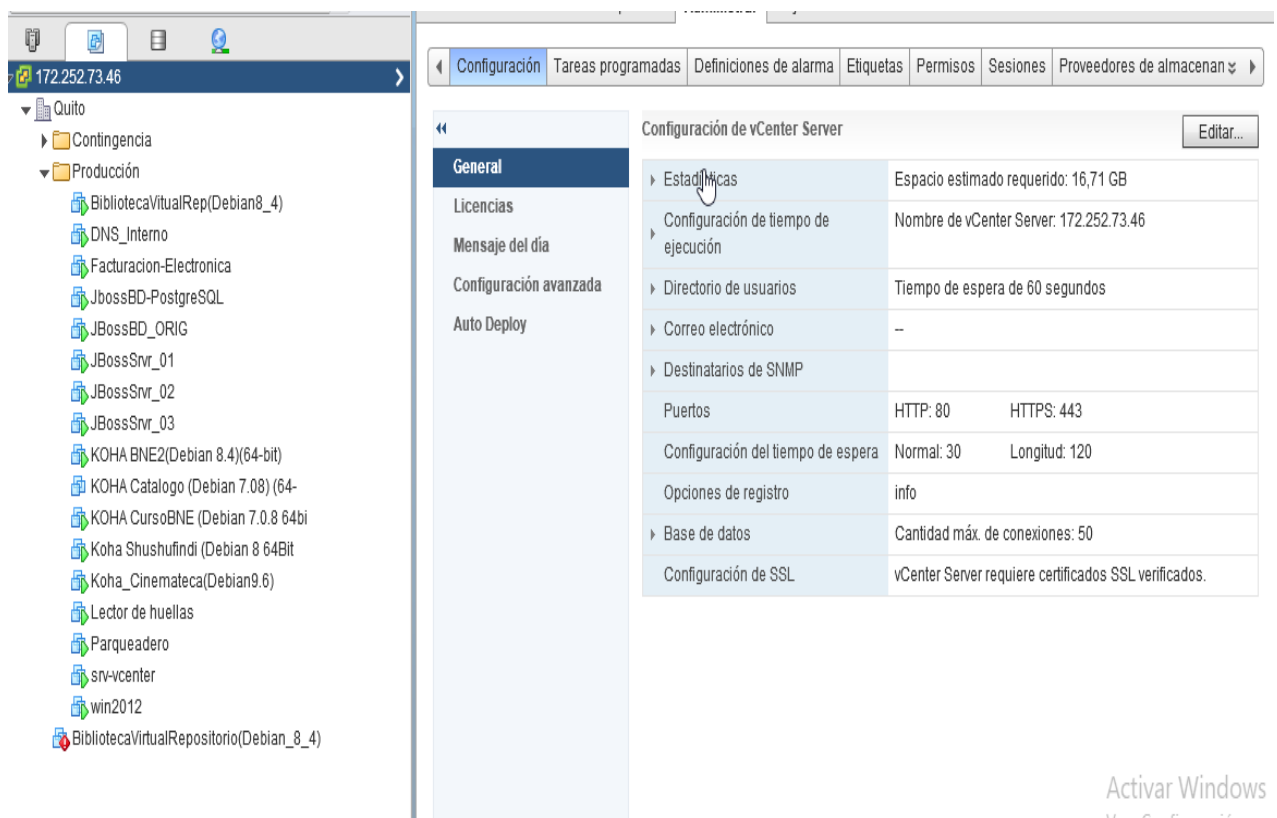 172.252.73.46
Quito
Contingencia
Producción
BibliotecaVitualRep(Debian8_4)
DNS_Interno
Facturacion-Electronica
JbossBD-PostgreSQL
JBossBD_ORIG
JBossSrvr_01
JBossSrvr_02
JBossSrvr_03
KOHA BNE2(Debian 8.4)(64-bit)
KOHA Catalogo (Debian 7.08) (64-
KOHA CursoBNE (Debian 7.0.8 64bi
Koha Shushufindi (Debian 8 64Bit
Koha_Cinemateca(Debian9.6)
Lector de huellas
Parqueadero
srv-vcenter
win2012
BibliotecaVirtualRepositorio(Debian_8_4)
Configuración Tareas programadas Definiciones de alarma Etiquetas Permisos Sesiones Proveedores de almacenan
General
Licencias
Mensaje del día
Configuración avanzada
Auto Deploy
Configuración de vCenter Server Editar...
Estadísticas Espacio estimado requerido: 16,71 GB
Configuración de tiempo de ejecución Nombre de vCenter Server: 172.252.73.46
Directorio de usuarios Tiempo de espera de 60 segundos
Correo electrónico --
Destinatarios de SNMP
Puertos HTTP: 80 HTTPS: 443
Configuración del tiempo de espera Normal: 30 Longitud: 120
Opciones de registro info
Base de datos Cantidad máx. de conexiones: 50
Configuración de SSL vCenter Server requiere certificados SSL verificados.
Activar Windows